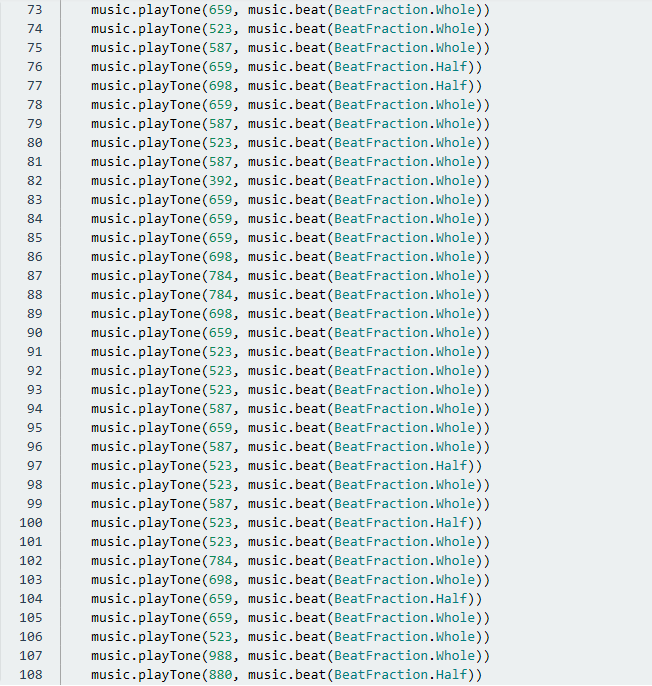 73 music.playTone(659, music.beat(BeatFraction.Whole))
74 music.playTone(523, music.beat(BeatFraction.Whole))
75 music.playTone(587, music.beat(BeatFraction.Whole))
76 music.playTone(659, music.beat(BeatFraction.Half))
77 music.playTone(698, music.beat(BeatFraction.Half))
78 music.playTone(659, music.beat(BeatFraction.Whole))
79 music.playTone(587, music.beat(BeatFraction.Whole))
80 music.playTone(523, music.beat(BeatFraction.Whole))
81 music.playTone(587, music.beat(BeatFraction.Whole))
82 music.playTone(392, music.beat(BeatFraction.Whole))
83 music.playTone(659, music.beat(BeatFraction.Whole))
84 music.playTone(659, music.beat(BeatFraction.Whole))
85 music.playTone(659, music.beat(BeatFraction.Whole))
86 music.playTone(698, music.beat(BeatFraction.Whole))
87 music.playTone(784, music.beat(BeatFraction.Whole))
88 music.playTone(784, music.beat(BeatFraction.Whole))
89 music.playTone(698, music.beat(BeatFraction.Whole))
90 music.playTone(659, music.beat(BeatFraction.Whole))
91 music.playTone(523, music.beat(BeatFraction.Whole))
92 music.playTone(523, music.beat(BeatFraction.Whole))
93 music.playTone(523, music.beat(BeatFraction.Whole))
94 music.playTone(587, music.beat(BeatFraction.Whole))
95 music.playTone(659, music.beat(BeatFraction.Whole))
96 music.playTone(587, music.beat(BeatFraction.Whole))
97 music.playTone(523, music.beat(BeatFraction.Half))
98 music.playTone(523, music.beat(BeatFraction.Whole))
99 music.playTone(587, music.beat(BeatFraction.Whole))
100 music.playTone(523, music.beat(BeatFraction.Half))
101 music.playTone(523, music.beat(BeatFraction.Whole))
102 music.playTone(784, music.beat(BeatFraction.Whole))
103 music.playTone(698, music.beat(BeatFraction.Whole))
104 music.playTone(659, music.beat(BeatFraction.Half))
105 music.playTone(659, music.beat(BeatFraction.Whole))
106 music.playTone(523, music.beat(BeatFraction.Whole))
107 music.playTone(988, music.beat(BeatFraction.Whole))
108 music.playTone(880, music.beat(BeatFraction.Half))